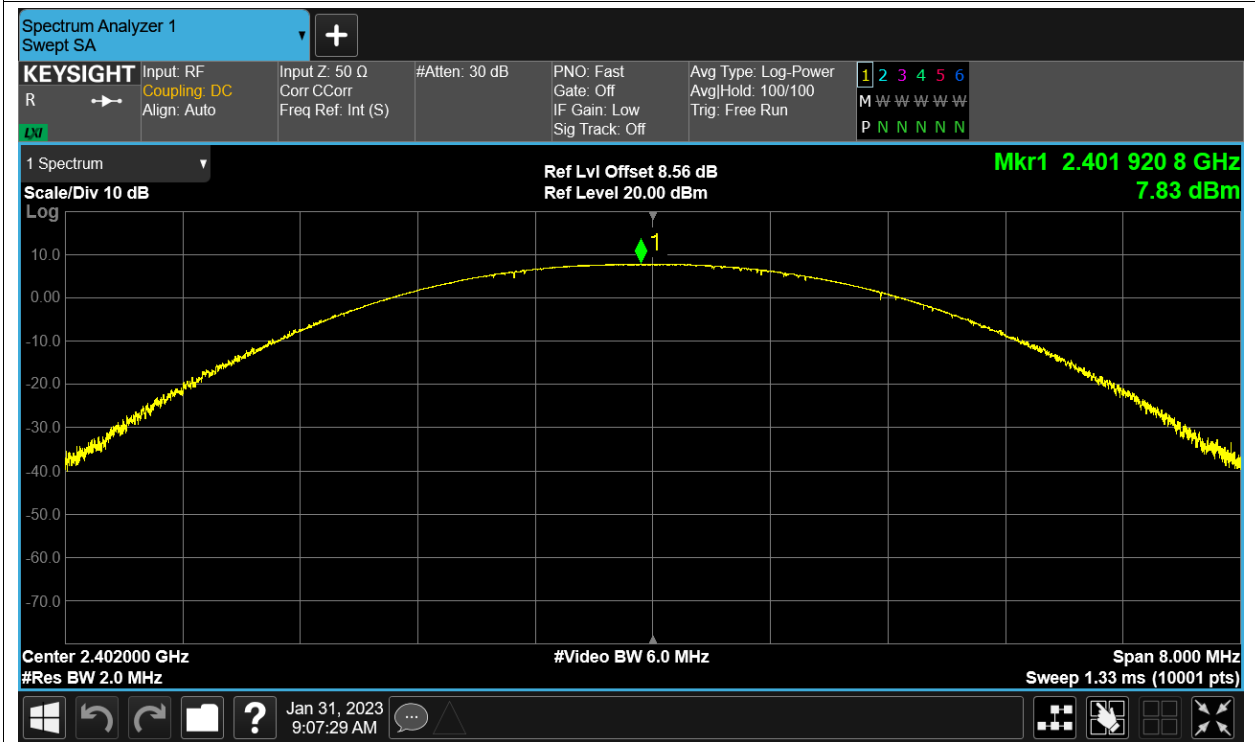 Spectrum Analyzer 1
Swept SA
+
KEYSIGHT
R
LXI
Input: RF
Coupling: DC
Align: Auto
Input Z: 50 Ω
Corr CCorr
Freq Ref: Int (S)
#Atten: 30 dB
PNO: Fast
Gate: Off
IF Gain: Low
Sig Track: Off
Avg Type: Log-Power
Avg|Hold: 100/100
Trig: Free Run
1 2 3 4 5 6
M W W W W W
P N N N N N
1 Spectrum
Scale/Div 10 dB
Log
Ref Lvl Offset 8.56 dB
Ref Level 20.00 dBm
Mkr1 2.401 920 8 GHz
7.83 dBm
1
10.0
0.00
-10.0
-20.0
-30.0
-40.0
-50.0
-60.0
-70.0
Center 2.402000 GHz
#Res BW 2.0 MHz
#Video BW 6.0 MHz
Span 8.000 MHz
Sweep 1.33 ms (10001 pts)
?
Jan 31, 2023
9:07:29 AM